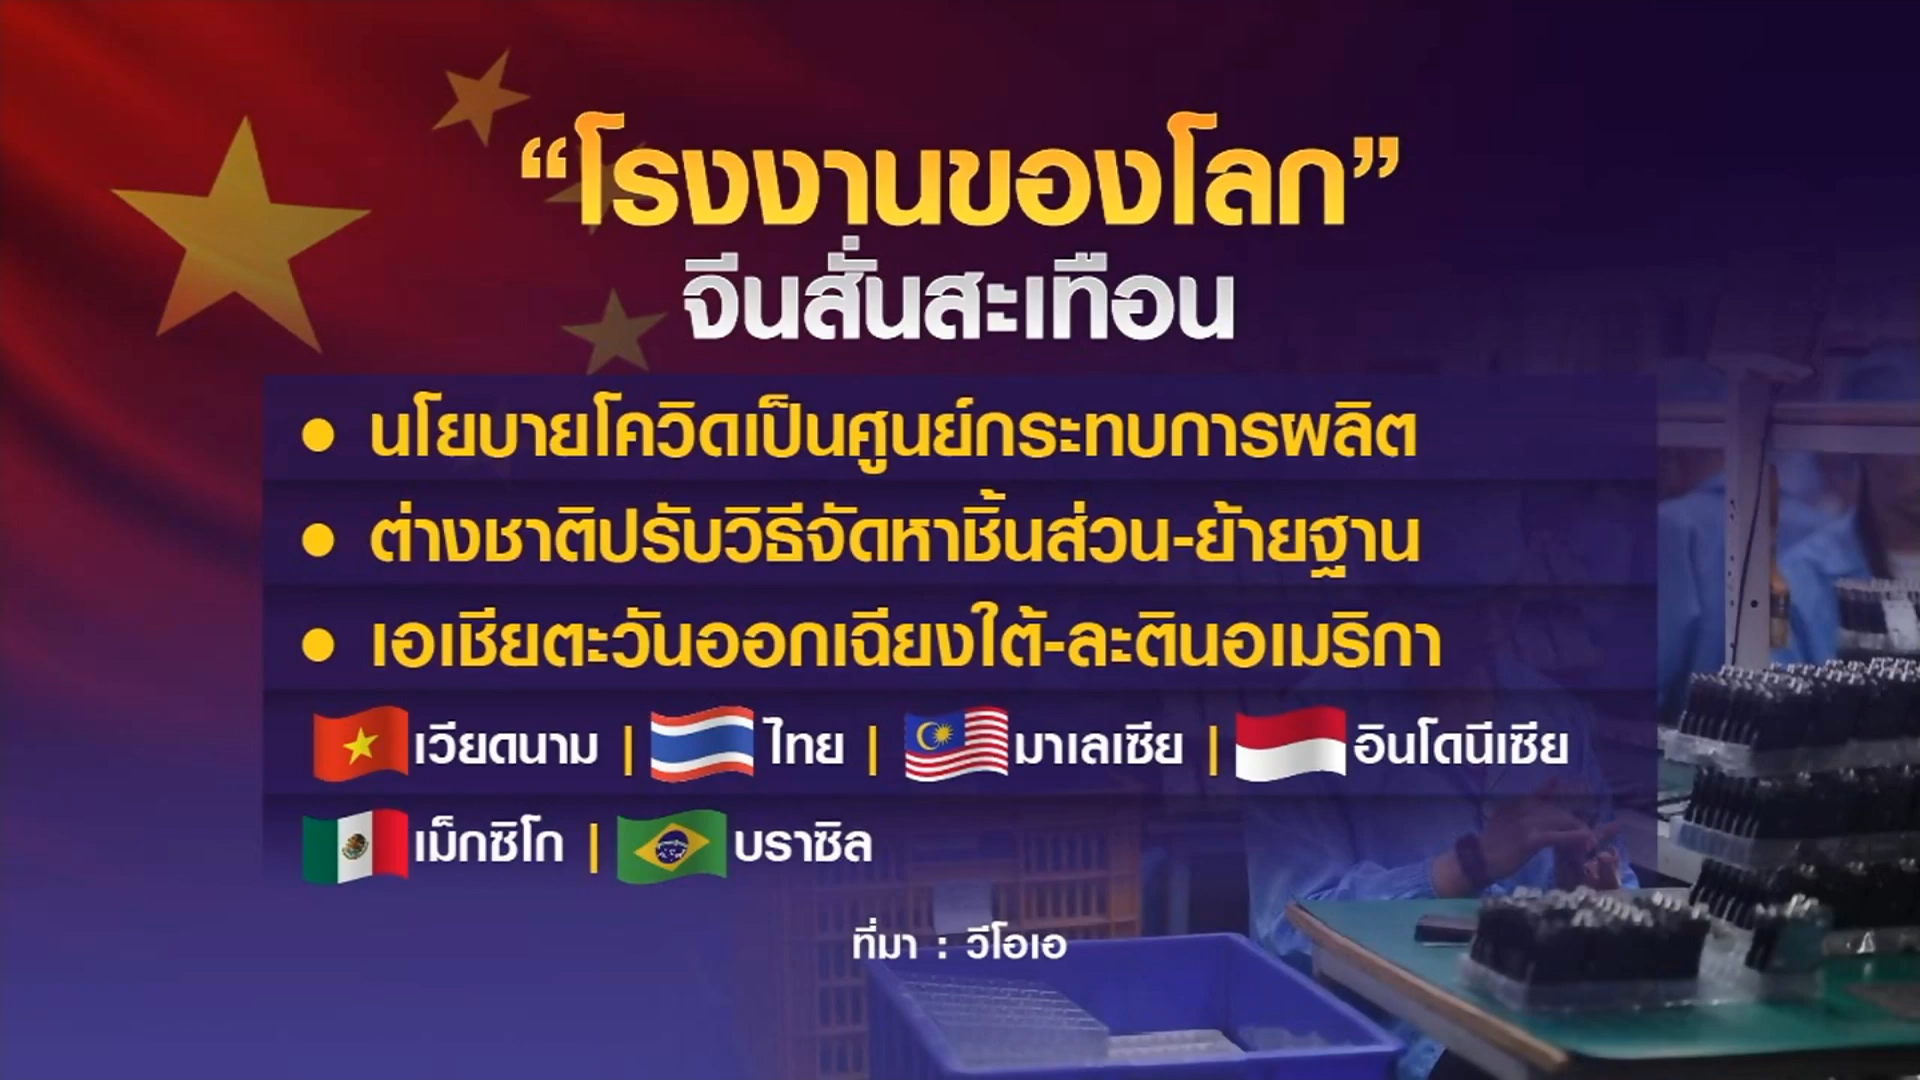 “โรงงานของโลก”
จีนสั่นสะเทือน
• นโยบายโควิดเป็นศูนย์กระทบการผลิต
• ต่างชาติปรับวิธีจัดหาชิ้นส่วน-ย้ายฐาน
• เอเชียตะวันออกเฉียงใต้-ละตินอเมริกา
เวียดนาม | ไทย | มาเลเซีย | อินโดนีเซีย
เม็กซิโก | บราซิล
ที่มา : วีโอเอ